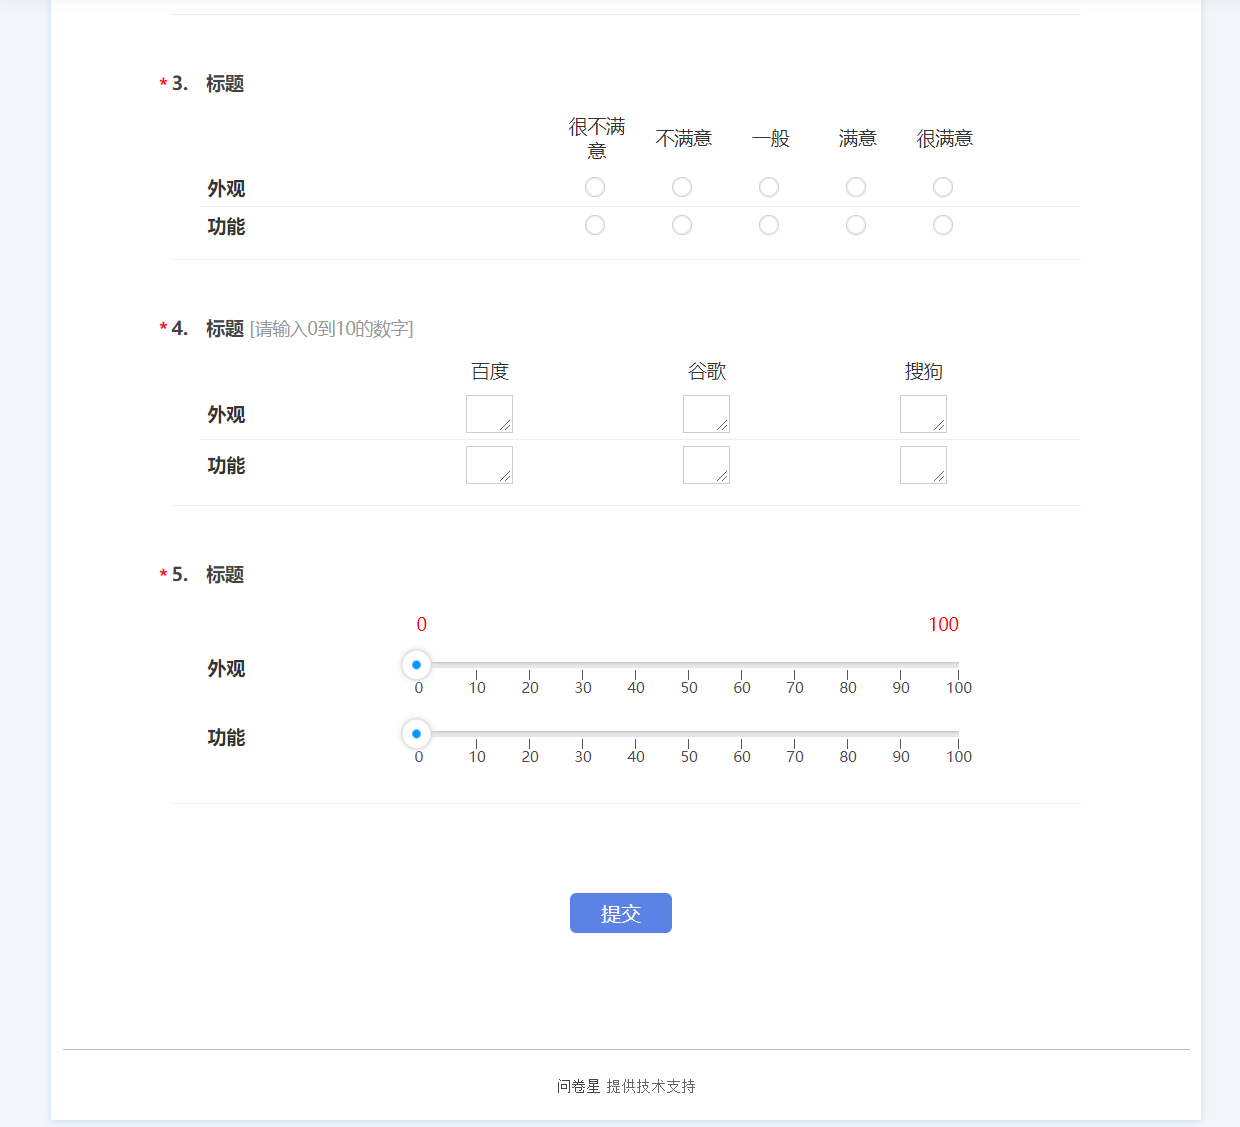 * 3. 标题
很不满意 不满意 一般 满意 很满意
外观
功能
* 4. 标题 [请输入0到10的数字]
百度 谷歌 搜狗
外观
功能
* 5. 标题
0 100
外观
0 10 20 30 40 50 60 70 80 90 100
功能
0 10 20 30 40 50 60 70 80 90 100
提交
问卷星 提供技术支持